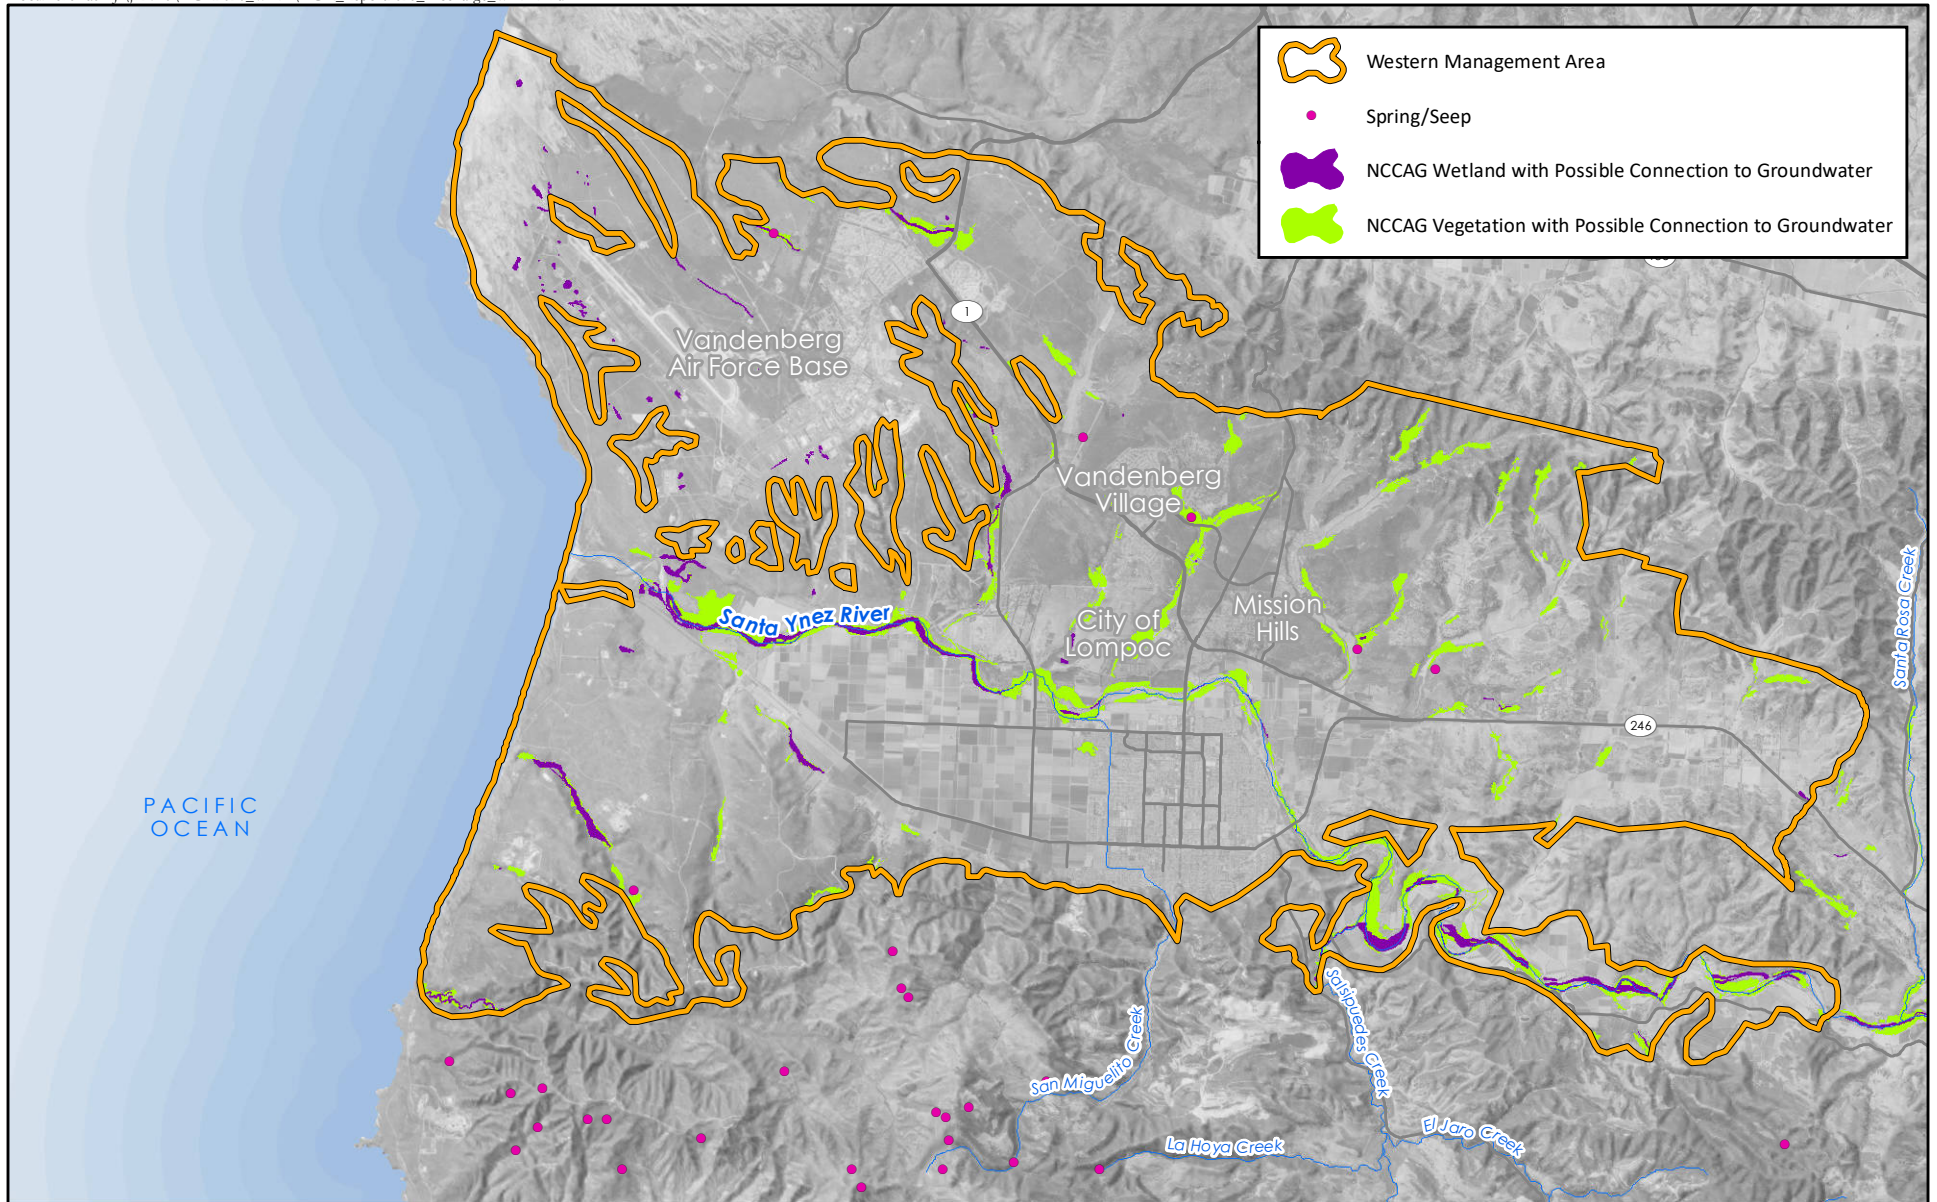 Western Management Area
Spring/Seep
NCCAG Wetland with Possible Connection to Groundwater
NCCAG Vegetation with Possible Connection to Groundwater
1
Vandenberg
Air Force Base
Vandenberg
Village
Santa Ynez River
City of
Lompoc
Mission
Hills
Santa Rosa Creek
246
PACIFIC
OCEAN
Salsipuedes Creek
San Miguelito Creek
La Hoya Creek
El Jaro Creek